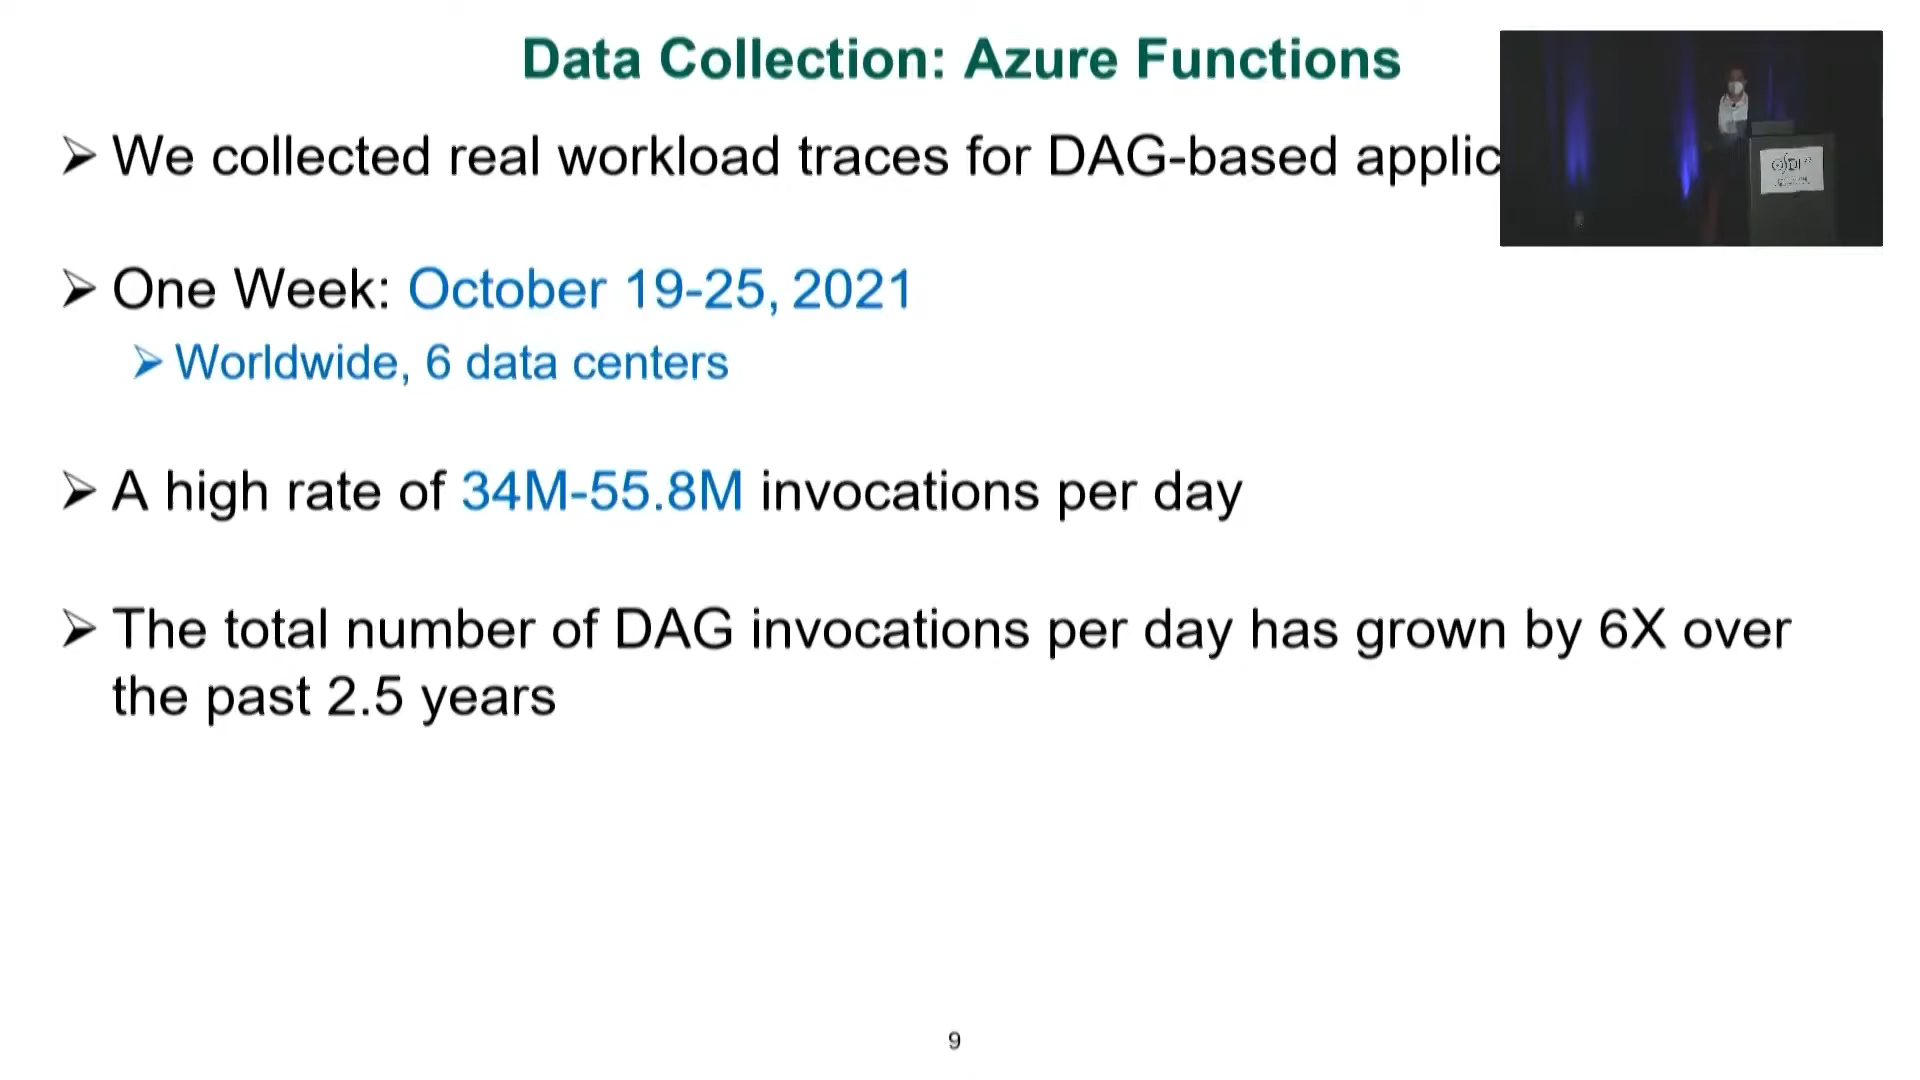 Data Collection: Azure Functions
➢ We collected real workload traces for DAG-based applic
➢ One Week: October 19-25, 2021
➢ Worldwide, 6 data centers
➢ A high rate of 34M-55.8M invocations per day
➢ The total number of DAG invocations per day has grown by 6X over
the past 2.5 years
9